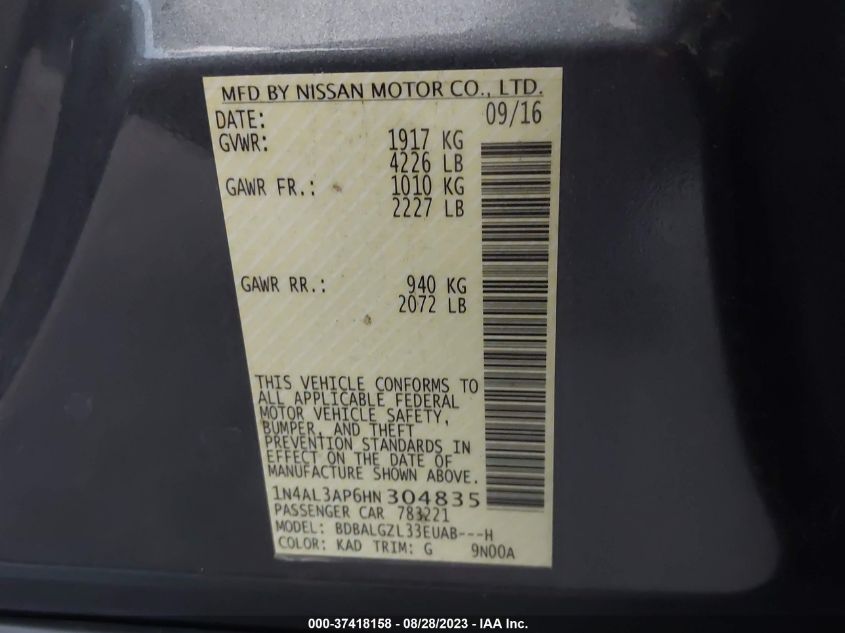 MFD BY NISSAN MOTOR CO., LTD.
DATE: 09/16
GVWR: 1917 KG
4226 LB
GAWR FR.: 1010 KG
2227 LB
GAWR RR.: 940 KG
2072 LB
THIS VEHICLE CONFORMS TO
ALL APPLICABLE FEDERAL
MOTOR VEHICLE SAFETY,
BUMPER, AND THEFT
PREVENTION STANDARDS IN
EFFECT ON THE DATE OF
MANUFACTURE SHOWN ABOVE.
1N4AL3AP6HN304835
PASSENGER CAR 783221
MODEL: BDBALGZL33EUAB---H
COLOR: KAD TRIM: G 9N00A
000-37418158 / 08/28/2023 - IAA Inc.